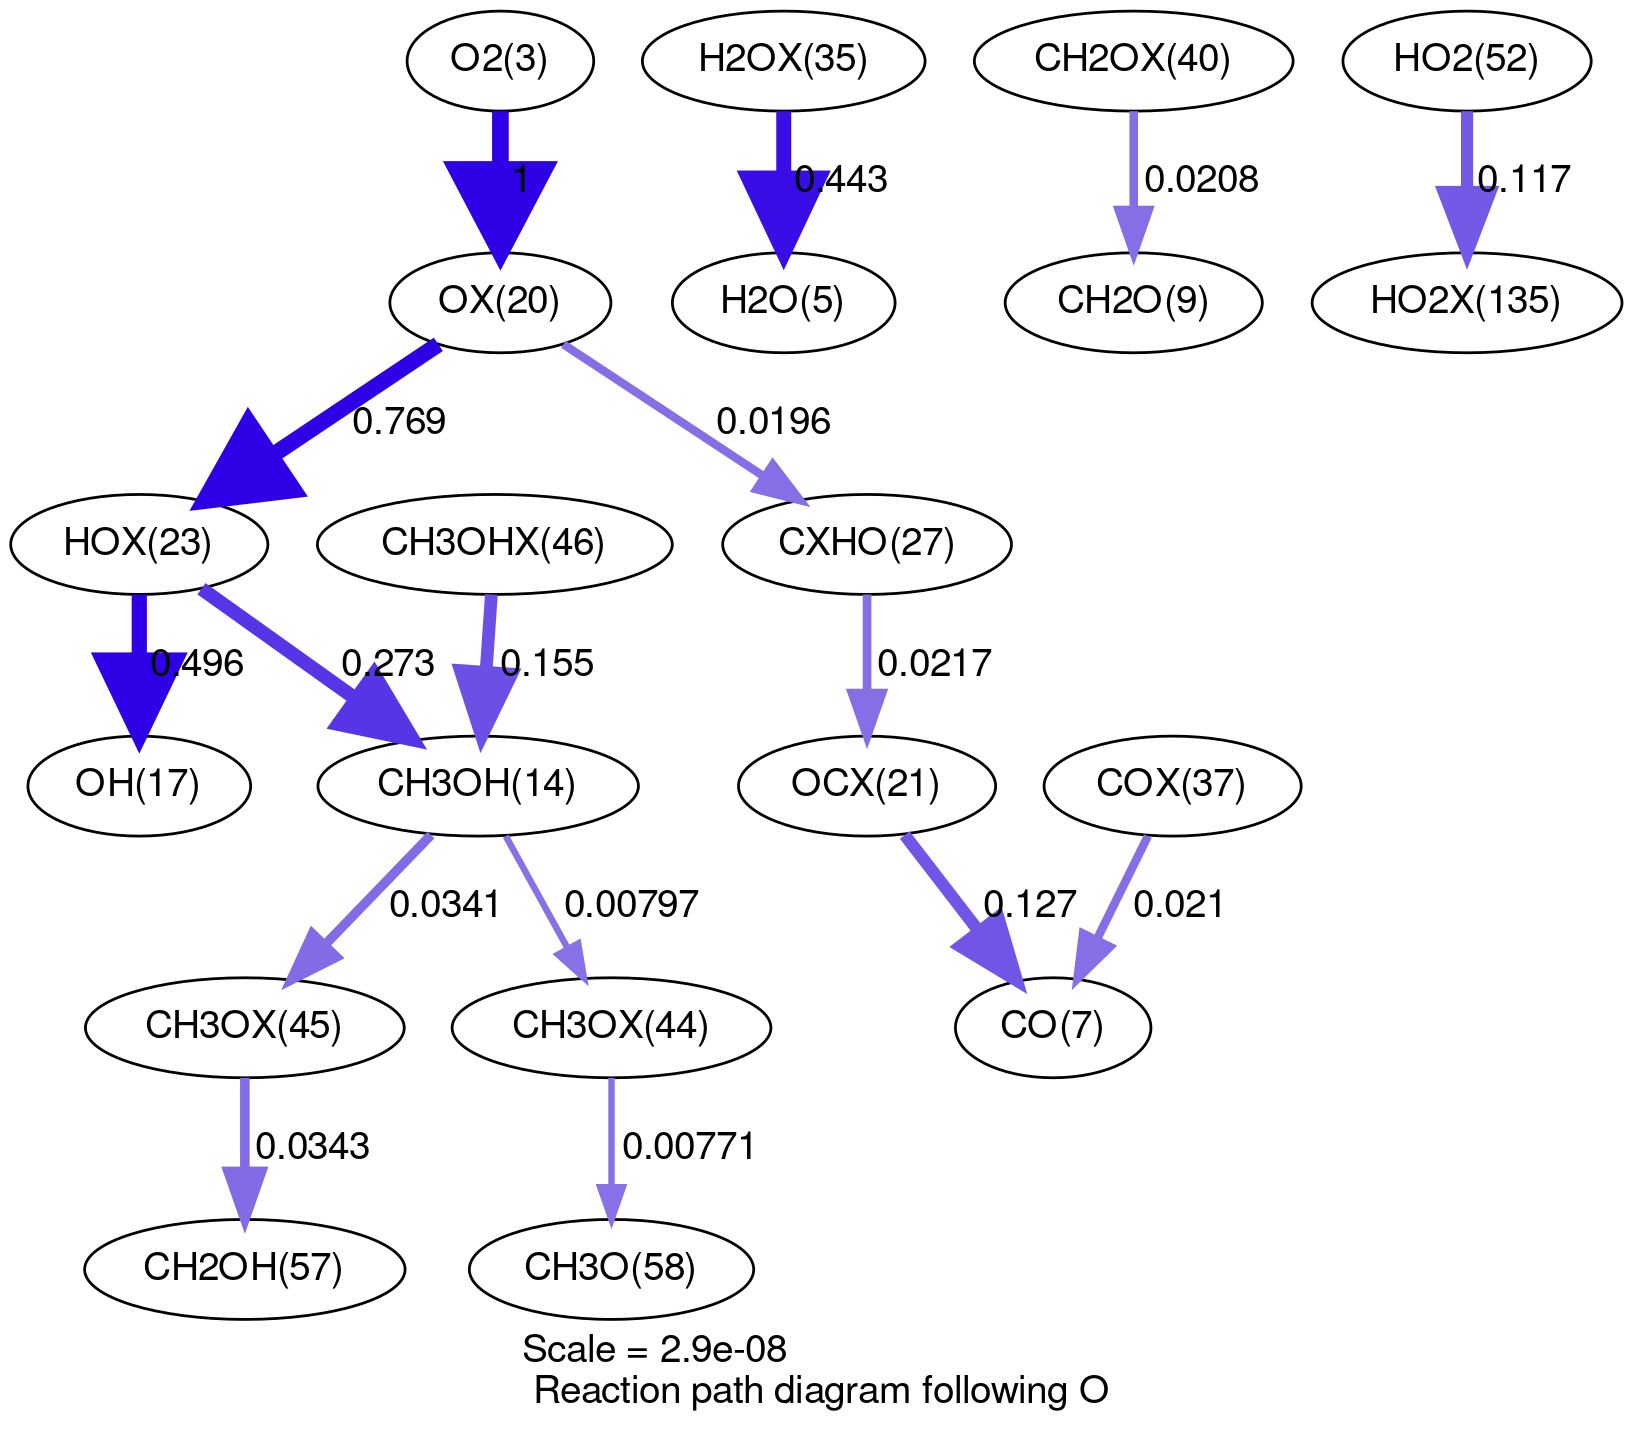 O2(3)
H2OX(35)
CH2OX(40)
HO2(52)
1
0.443
0.0208
0.117
OX(20)
H2O(5)
CH2O(9)
HO2X(135)
0.769
0.0196
HOX(23)
CH3OHX(46)
CXHO(27)
0.496
0.273
0.155
0.0217
OH(17)
CH3OH(14)
OCX(21)
COX(37)
0.0341
0.00797
0.127
0.021
CH3OX(45)
CH3OX(44)
CO(7)
0.0343
0.00771
CH2OH(57)
CH3O(58)
Scale = 2.9e-08
Reaction path diagram following O